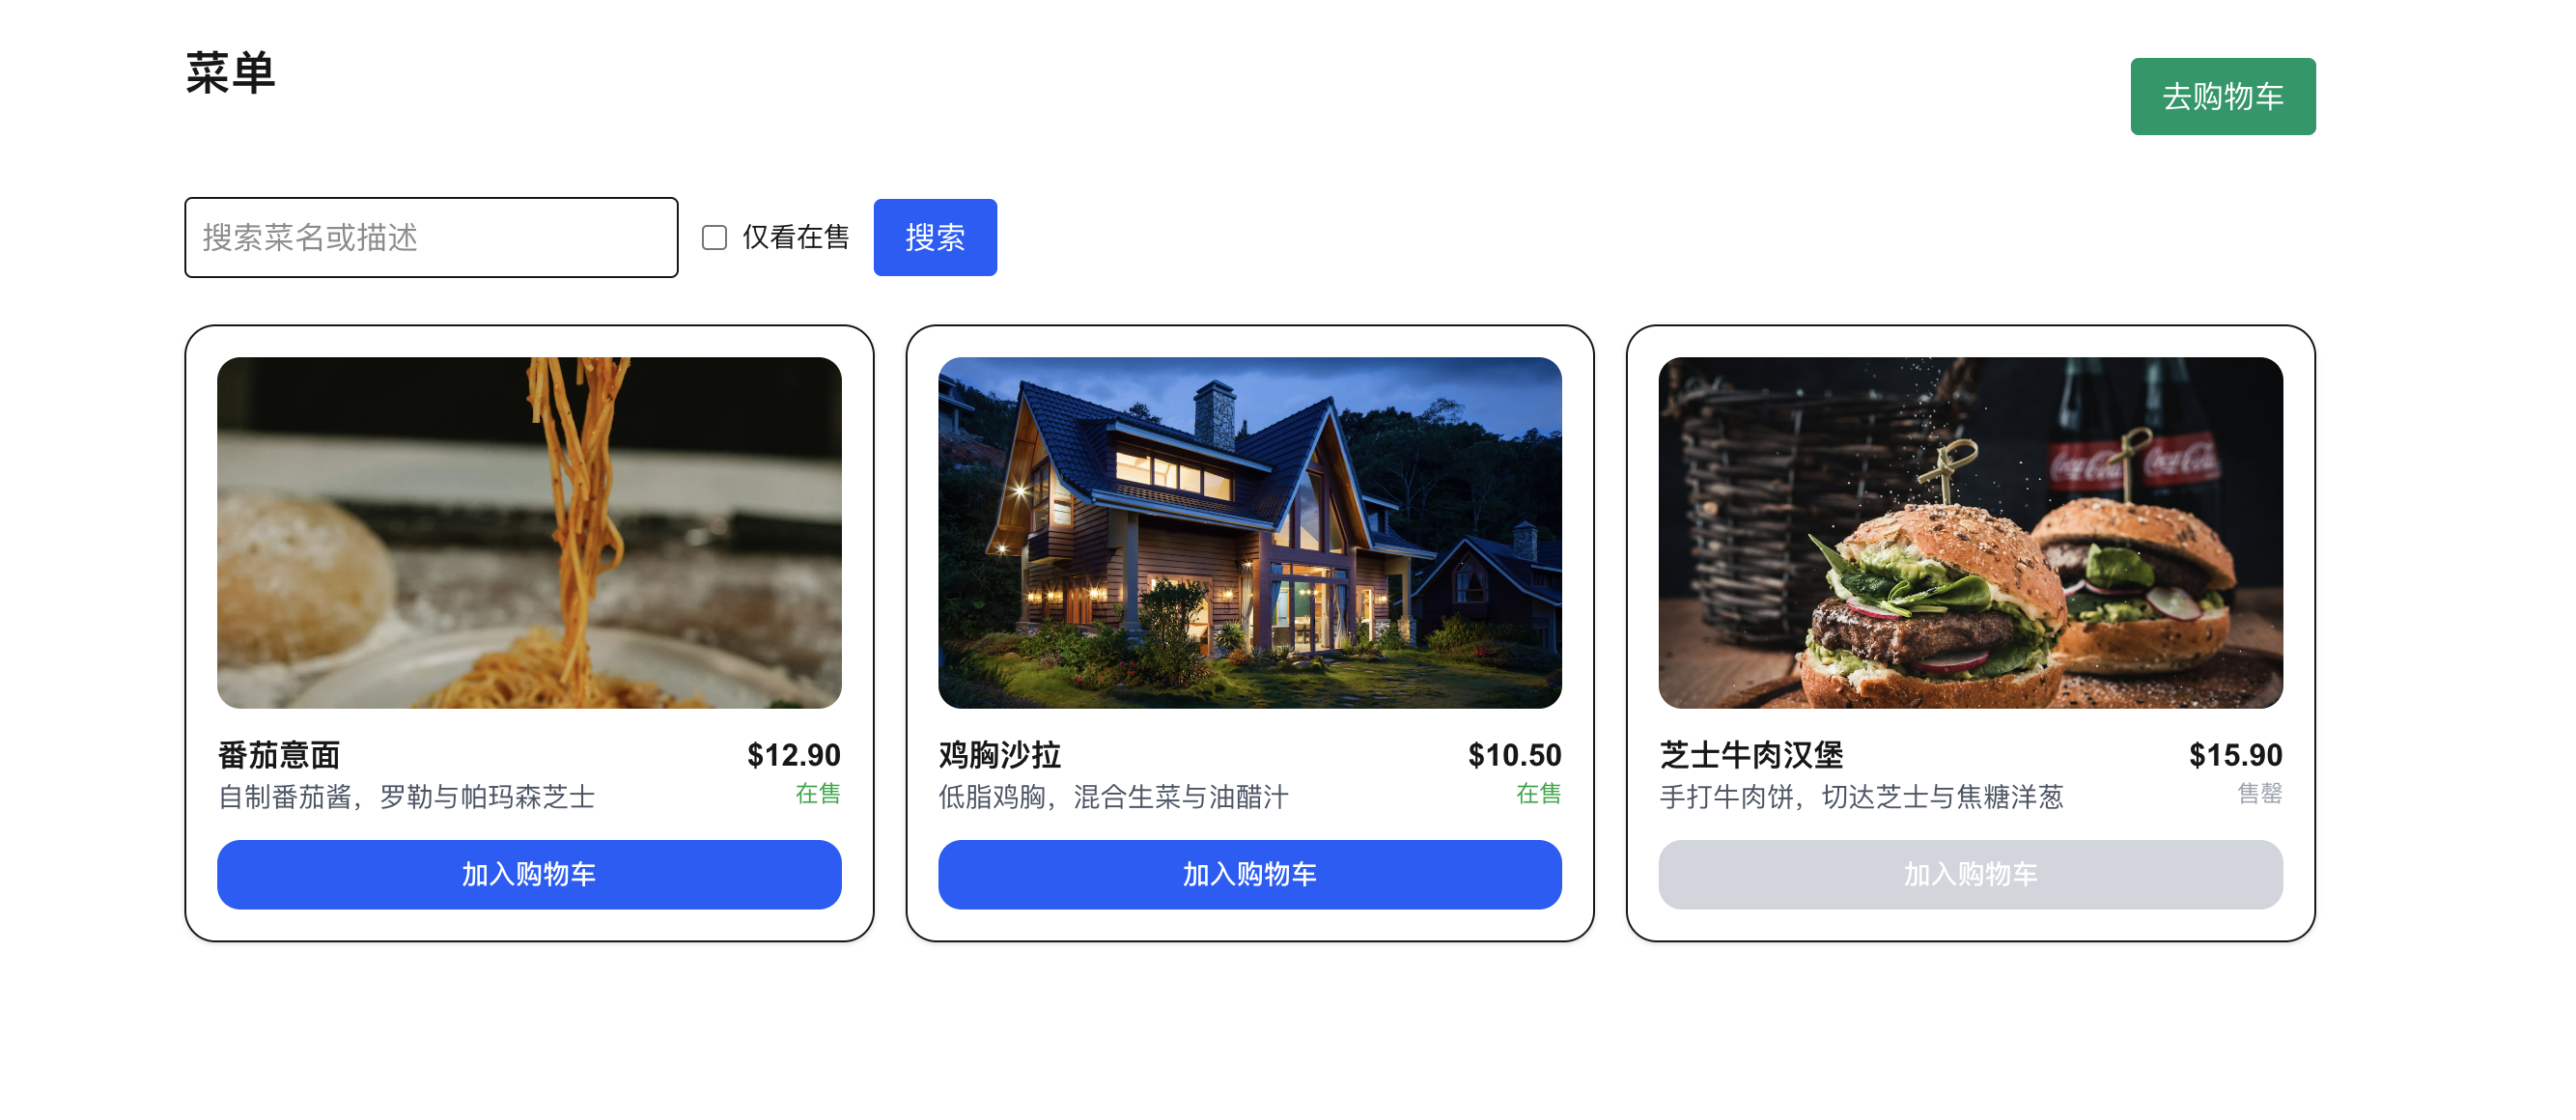 菜单
去购物车
搜索菜名或描述
仅看在售
搜索
Coca-Cola
Coca-Cola
番茄意面 $12.90
自制番茄酱，罗勒与帕玛森芝士 在售
加入购物车
鸡胸沙拉 $10.50
低脂鸡胸，混合生菜与油醋汁 在售
加入购物车
芝士牛肉汉堡 $15.90
手打牛肉饼，切达芝士与焦糖洋葱 售罄
加入购物车